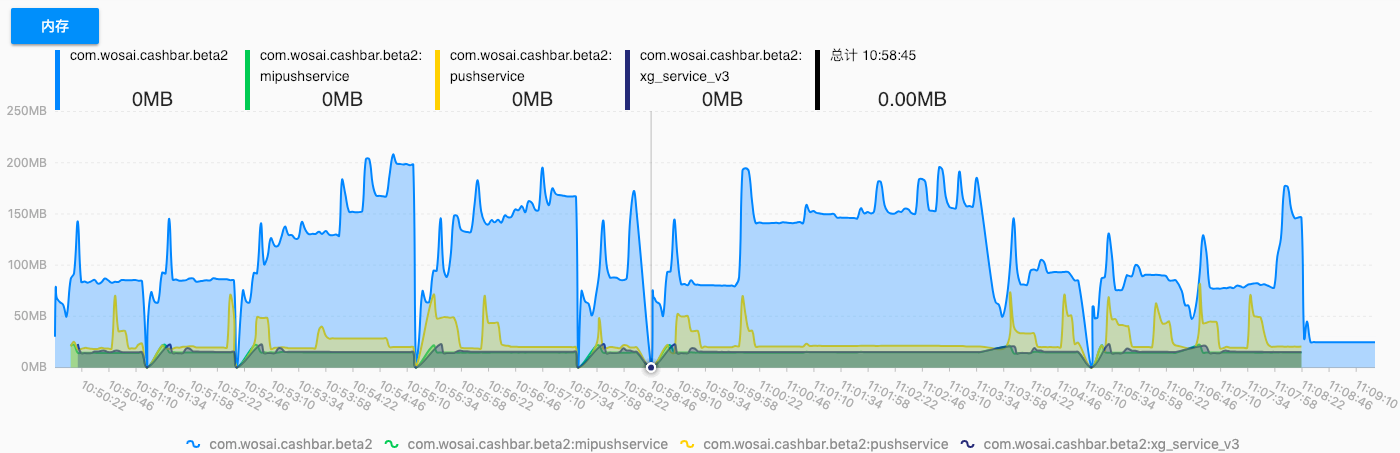 内存
com.wosai.cashbar.beta2
0MB
com.wosai.cashbar.beta2:
mipushservice
0MB
com.wosai.cashbar.beta2:
pushservice
0MB
com.wosai.cashbar.beta2:
xg_service_v3
0MB
总计 10:58:45
0.00MB
250MB
200MB
150MB
100MB
50MB
0MB
10:50:22
10:50:46
10:51:10
10:51:34
10:51:58
10:52:22
10:52:46
10:53:10
10:53:34
10:53:58
10:54:22
10:54:46
10:55:10
10:55:34
10:55:58
10:56:22
10:56:46
10:57:10
10:57:34
10:57:58
10:58:22
10:58:46
10:59:10
10:59:34
10:59:58
11:00:22
11:00:46
11:01:10
11:01:34
11:01:58
11:02:22
11:02:46
11:03:10
11:03:34
11:03:58
11:04:22
11:04:46
11:05:10
11:05:58
11:05:34
11:06:22
11:06:46
11:07:10
11:07:34
11:07:58
11:08:22
11:08:46
11:09:10
com.wosai.cashbar.beta2
com.wosai.cashbar.beta2:mipushservice
com.wosai.cashbar.beta2:pushservice
com.wosai.cashbar.beta2:xg_service_v3